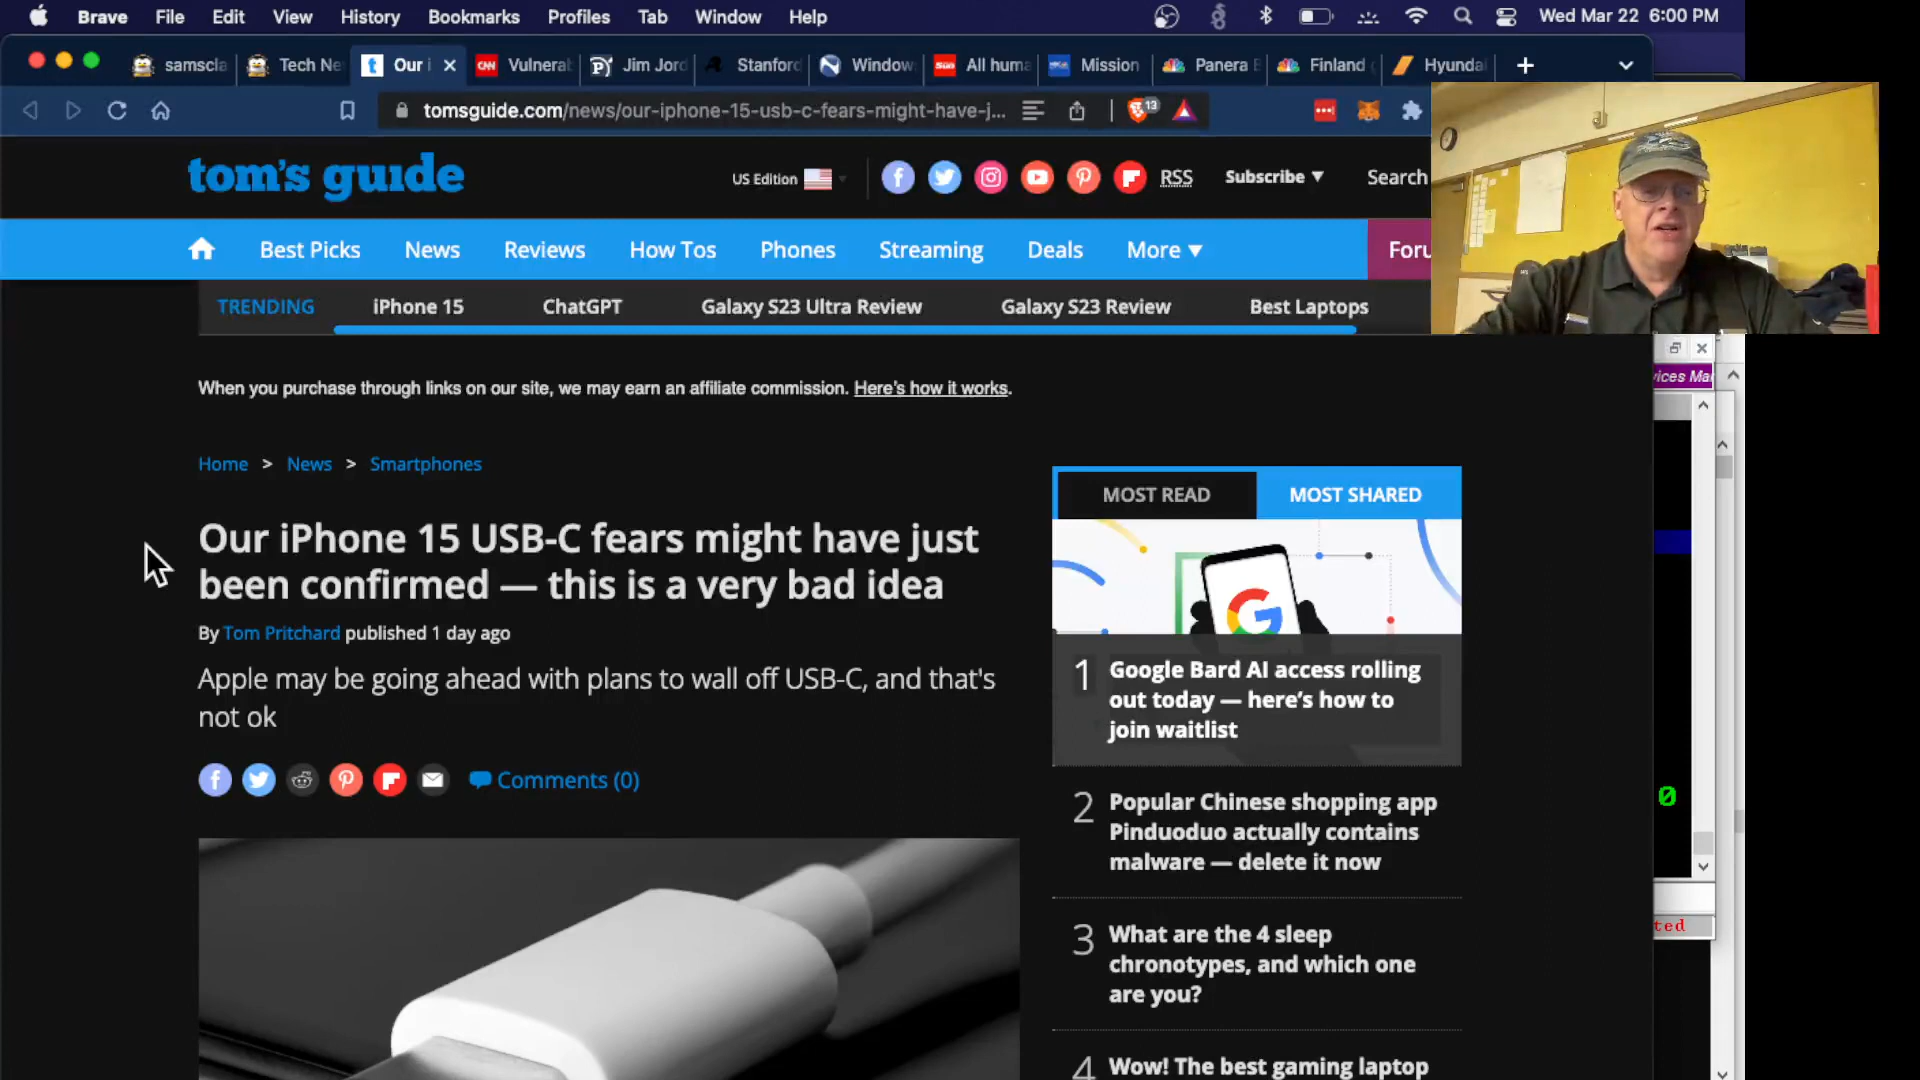 Brave File Edit View History Bookmarks Profiles Tab Window Help Wed Mar 22 6:00 PM
samscla Tech Ne Our i CNN Vulnerab Jim Jord Stanford Window All huma Mission Panera Finland Hyundai
tomsguide.com/news/our-iphone-15-usb-c-fears-might-have-j... 13
tom's guide
US Edition
RSS
Subscribe ▼
Search
Best Picks News Reviews How Tos Phones Streaming Deals More ▼ Foru
TRENDING iPhone 15 ChatGPT Galaxy S23 Ultra Review Galaxy S23 Review Best Laptops
vices Ma
When you purchase through links on our site, we may earn an affiliate commission. Here's how it works.
Home > News > Smartphones
Our iPhone 15 USB-C fears might have just
been confirmed — this is a very bad idea
By Tom Pritchard published 1 day ago
Apple may be going ahead with plans to wall off USB-C, and that's
not ok
Comments (0)
MOST READ MOST SHARED
1 Google Bard AI access rolling
out today — here's how to
join waitlist
2 Popular Chinese shopping app
Pinduoduo actually contains
malware — delete it now
3 What are the 4 sleep
chronotypes, and which one
are you?
4 Wow! The best gaming laptop
0
ted